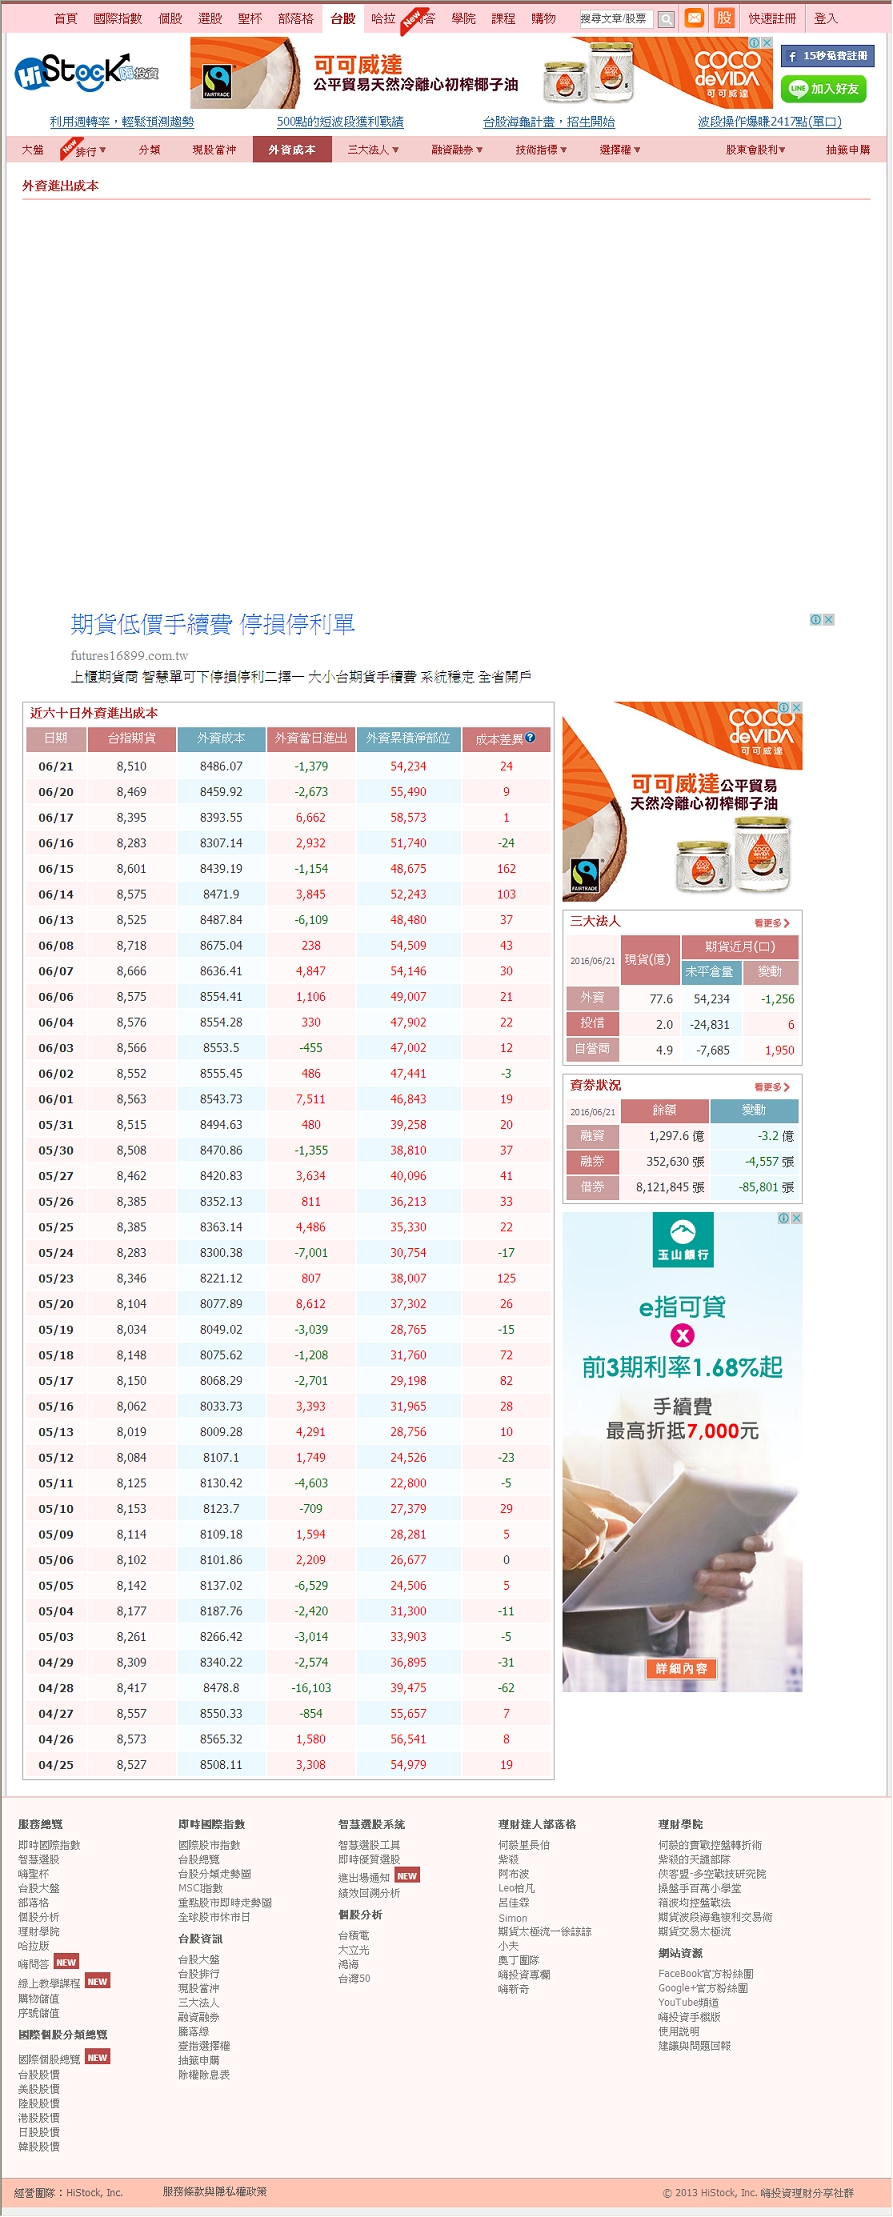 首頁 國際指數 個股 選股 聖杯 部落格 台股 哈拉 New 答 學院 課程 購物 搜尋文章/股票 股 快速註冊 登入
HiStock 嗨投資
FAIRTRADE
可可威達
公平貿易天然冷離心初榨椰子油
COCO deVIDA 可可威達
f 15秒免費註冊
LINE 加入好友
利用週轉率，輕鬆預測趨勢 500點的短波段獲利戰績 台股海龜計畫，招生開始 波段操作爆賺2417點(單口)
大盤 New 排行▼ 分類 現股當沖 外資成本 三大法人▼ 融資融券▼ 技術指標▼ 選擇權▼ 股東會股利▼ 抽籤申購
外資進出成本
期貨低價手續費 停損停利單
futures16899.com.tw
上櫃期貨商 智慧單可下停損停利二擇一 大小台期貨手續費 系統穩定 全省開戶
近六十日外資進出成本
日期 台指期貨 外資成本 外資當日進出 外資累積淨部位 成本差異?
06/21 8,510 8486.07 -1,379 54,234 24
06/20 8,469 8459.92 -2,673 55,490 9
06/17 8,395 8393.55 6,662 58,573 1
06/16 8,283 8307.14 2,932 51,740 -24
06/15 8,601 8439.19 -1,154 48,675 162
06/14 8,575 8471.9 3,845 52,243 103
06/13 8,525 8487.84 -6,109 48,480 37
06/08 8,718 8675.04 238 54,509 43
06/07 8,666 8636.41 4,847 54,146 30
06/06 8,575 8554.41 1,106 49,007 21
06/04 8,576 8554.28 330 47,902 22
06/03 8,566 8553.5 -455 47,002 12
06/02 8,552 8555.45 486 47,441 -3
06/01 8,563 8543.73 7,511 46,843 19
05/31 8,515 8494.63 480 39,258 20
05/30 8,508 8470.86 -1,355 38,810 37
05/27 8,462 8420.83 3,634 40,096 41
05/26 8,385 8352.13 811 36,213 33
05/25 8,385 8363.14 4,486 35,330 22
05/24 8,283 8300.38 -7,001 30,754 -17
05/23 8,346 8221.12 807 38,007 125
05/20 8,104 8077.89 8,612 37,302 26
05/19 8,034 8049.02 -3,039 28,765 -15
05/18 8,148 8075.62 -1,208 31,760 72
05/17 8,150 8068.29 -2,701 29,198 82
05/16 8,062 8033.73 3,393 31,965 28
05/13 8,019 8009.28 4,291 28,756 10
05/12 8,084 8107.1 1,749 24,526 -23
05/11 8,125 8130.42 -4,603 22,800 -5
05/10 8,153 8123.7 -709 27,379 29
05/09 8,114 8109.18 1,594 28,281 5
05/06 8,102 8101.86 2,209 26,677 0
05/05 8,142 8137.02 -6,529 24,506 5
05/04 8,177 8187.76 -2,420 31,300 -11
05/03 8,261 8266.42 -3,014 33,903 -5
04/29 8,309 8340.22 -2,574 36,895 -31
04/28 8,417 8478.8 -16,103 39,475 -62
04/27 8,557 8550.33 -854 55,657 7
04/26 8,573 8565.32 1,580 56,541 8
04/25 8,527 8508.11 3,308 54,979 19
COCO deVIDA 可可威達
可可威達公平貿易
天然冷離心初榨椰子油
FAIRTRADE
三大法人 看更多
2016/06/21 現貨(億) 期貨近月(口)
未平倉量 變動
外資 77.6 54,234 -1,256
投信 2.0 -24,831 6
自營商 4.9 -7,685 1,950
資券狀況 看更多
2016/06/21 餘額 變動
融資 1,297.6 億 -3.2 億
融券 352,630 張 -4,557 張
借券 8,121,845 張 -85,801 張
玉山銀行
e指可貸
X
前3期利率1.68%起
手續費
最高折抵7,000元
詳細內容
服務總覽
即時國際指數
智慧選股
嗨聖杯
台股大盤
部落格
個股分析
理財學院
哈拉版
嗨問答 NEW
線上教學課程 NEW
購物儲值
序號儲值
國際個股分類總覽
國際個股總覽 NEW
台股股價
美股股價
陸股股價
港股股價
日股股價
韓股股價
即時國際指數
國際股市指數
台股總覽
台股分類走勢圖
MSCI指數
重點股市即時走勢圖
全球股市休市日
台股資訊
台股大盤
台股排行
現股當沖
三大法人
融資融券
騰落線
臺指選擇權
抽籤申購
除權除息表
智慧選股系統
智慧選股工具
即時優質選股
進出場通知 NEW
績效回溯分析
個股分析
台積電
大立光
鴻海
台灣50
理財達人部落格
何毅里長伯
紫殺
阿布波
Leo柏凡
呂佳霖
Simon
期貨太極流一徐諒諒
小夫
奧丁團隊
嗨投資專欄
嗨新奇
理財學院
何毅的實戰控盤轉折術
紫殺的天讖部隊
俠客盟-多空戰技研究院
操盤手百萬小學堂
箱波均控盤戰法
期貨波段海龜複利交易術
期貨交易太極流
網站資源
FaceBook官方粉絲團
Google+官方粉絲團
YouTube頻道
嗨投資手機版
使用說明
建議與問題回報
經營團隊：HiStock, Inc. 服務條款與隱私權政策 © 2013 HiStock, Inc. 嗨投資理財分享社群